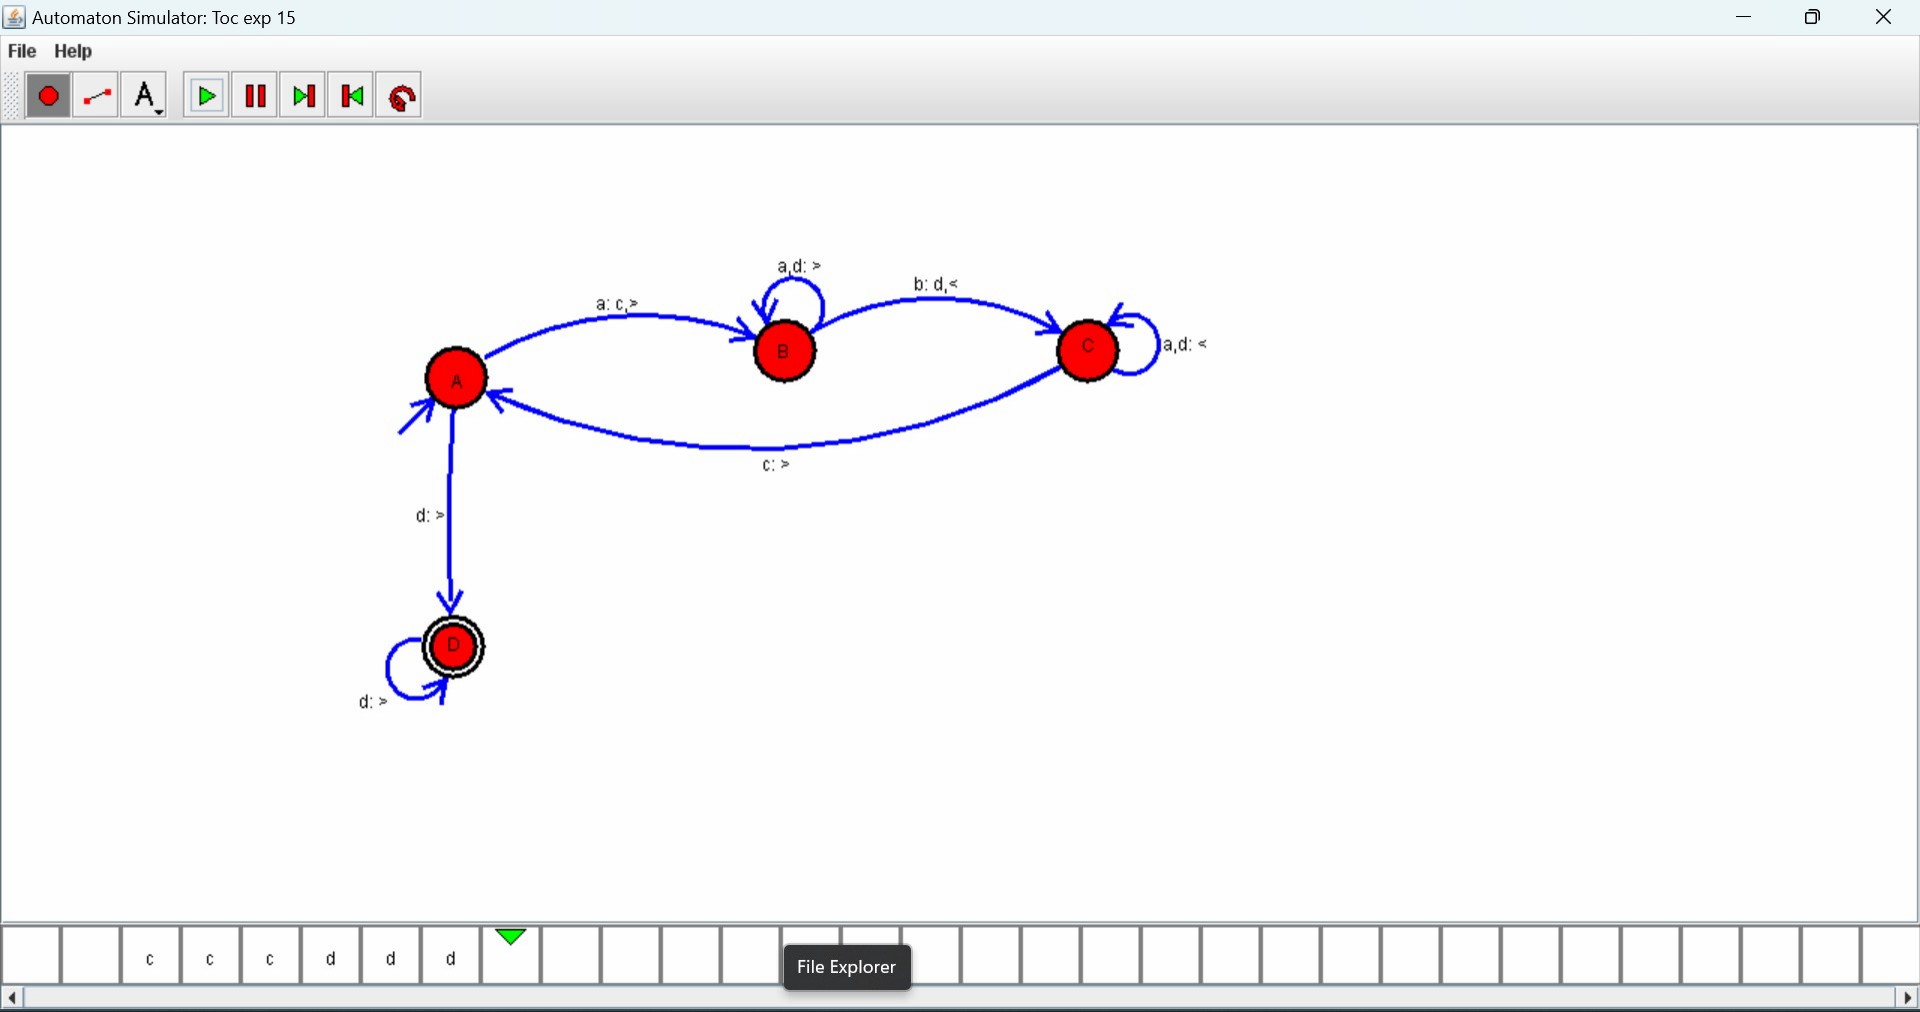 Automaton Simulator: Toc exp 15
File Help
A
a,d: >
b: d,<
a: c,>
B
C
a,d: <
A
c: >
d: >
D
d: >
c c c d d d
File Explorer